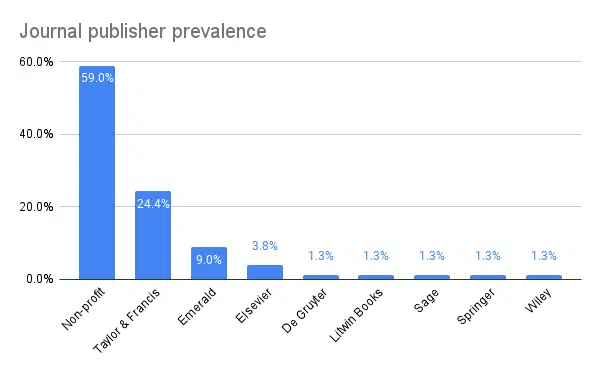 Journal publisher prevalence
60.0%
40.0%
20.0%
0.0%
59.0%
24.4%
9.0%
3.8%
1.3%
1.3%
1.3%
1.3%
1.3%
Non-profit
Taylor & Francis
Emerald
Elsevier
De Gruyter
Litwin Books
Sage
Springer
Wiley